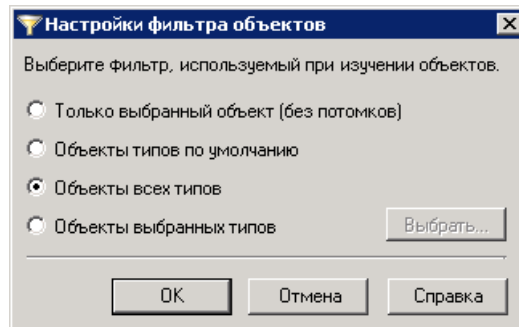 Настройки фильтра объектов
Выберите фильтр, используемый при изучении объектов.
Только выбранный объект (без потомков)
Объекты типов по умолчанию
Объекты всех типов
Объекты выбранных типов
Выбрать...
OK
Отмена
Справка